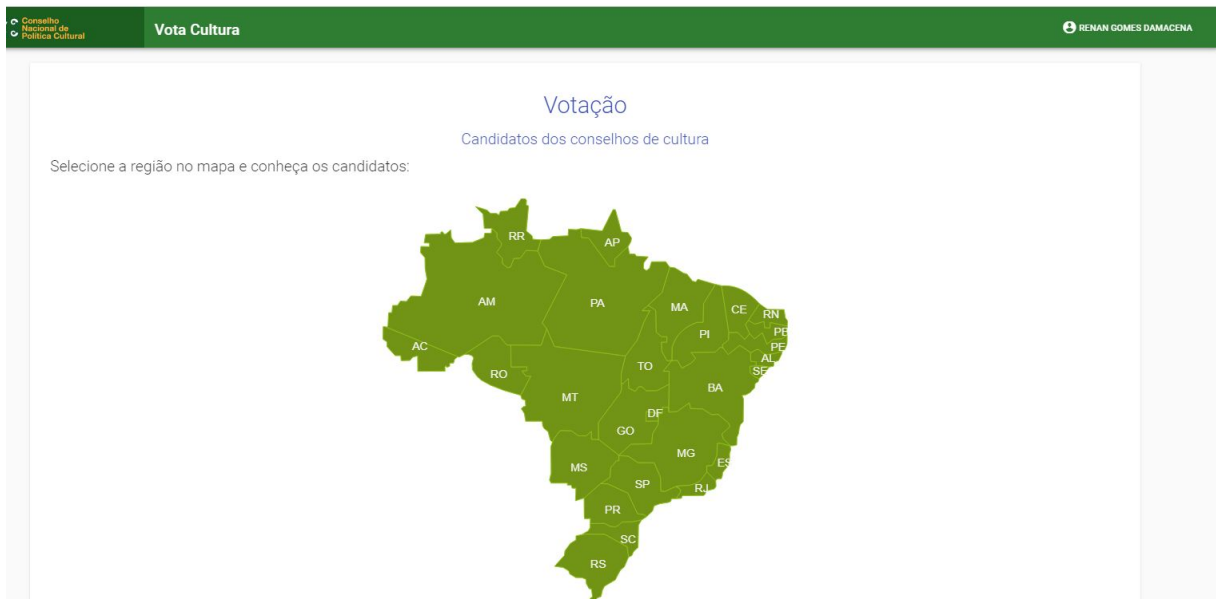 Conselho
Nacional de
Política Cultural
Vota Cultura
RENAN GOMES DAMACENA
Votação
Candidatos dos conselhos de cultura
Selecione a região no mapa e conheça os candidatos:
RR
AP
AM
PA
MA
CE
RN
PI
PB
PE
AC
AL
TO
SE
RO
BA
MT
DF
GO
MG
ES
MS
SP
RJ
PR
SC
RS